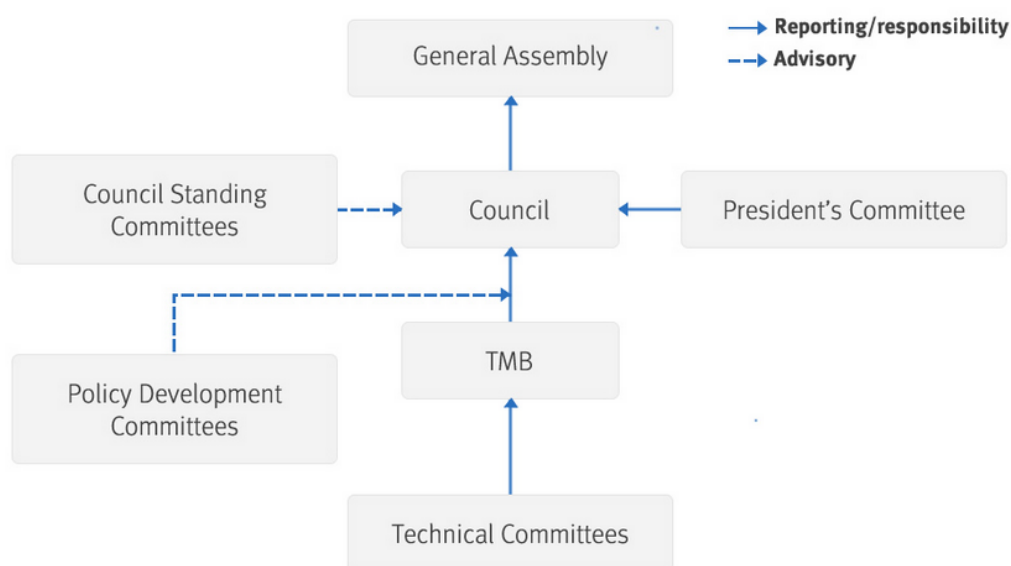 General Assembly
Reporting/responsibility
Advisory
Council Standing
Committees
Council
President’s Committee
Policy Development
Committees
TMB
Technical Committees